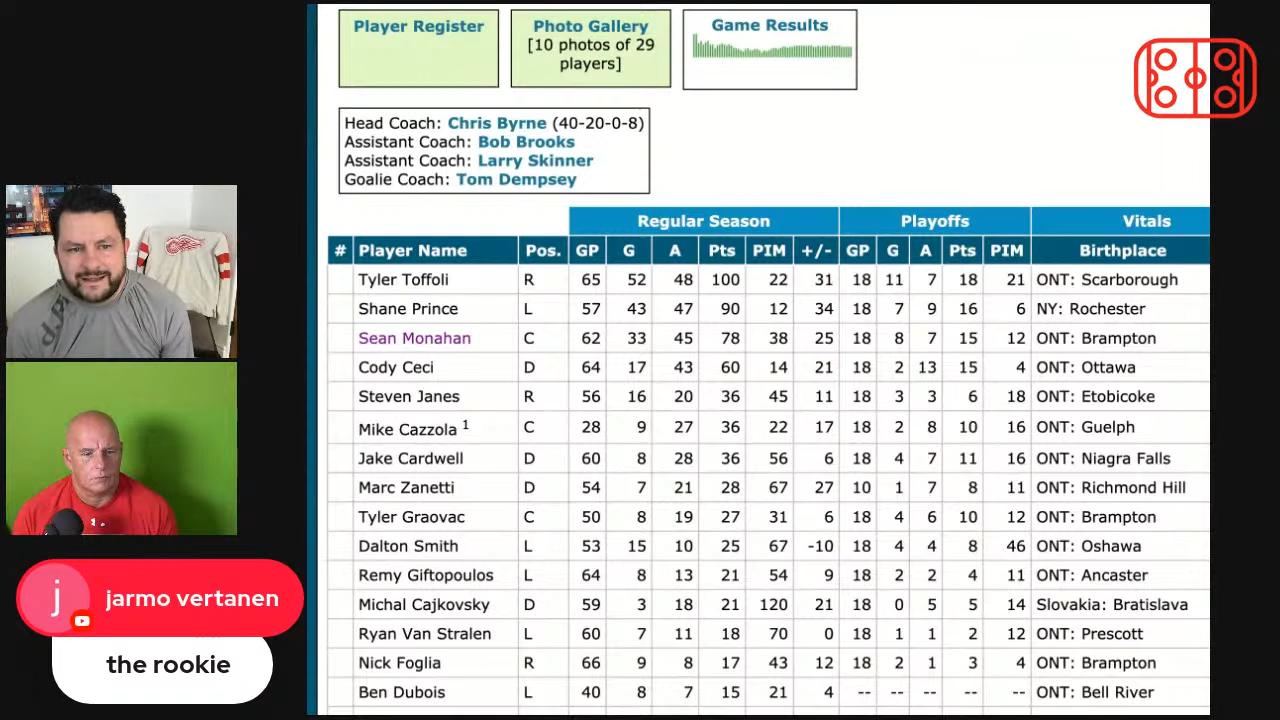 Player Register
Photo Gallery
[10 photos of 29
players]
Game Results
Head Coach: Chris Byrne (40-20-0-8)
Assistant Coach: Bob Brooks
Assistant Coach: Larry Skinner
Goalie Coach: Tom Dempsey
Regular Season Playoffs Vitals
# Player Name Pos. GP G A Pts PIM +/- GP G A Pts PIM Birthplace
Tyler Toffoli R 65 52 48 100 22 31 18 11 7 18 21 ONT: Scarborough
Shane Prince L 57 43 47 90 12 34 18 7 9 16 6 NY: Rochester
Sean Monahan C 62 33 45 78 38 25 18 8 7 15 12 ONT: Brampton
Cody Ceci D 64 17 43 60 14 21 18 2 13 15 4 ONT: Ottawa
Steven Janes R 56 16 20 36 45 11 18 3 3 6 18 ONT: Etobicoke
Mike Cazzola 1 C 28 9 27 36 22 17 18 2 8 10 16 ONT: Guelph
Jake Cardwell D 60 8 28 36 56 6 18 4 7 11 16 ONT: Niagra Falls
Marc Zanetti D 54 7 21 28 67 27 10 1 7 8 11 ONT: Richmond Hill
Tyler Graovac C 50 8 19 27 31 6 18 4 6 10 12 ONT: Brampton
Dalton Smith L 53 15 10 25 67 -10 18 4 4 8 46 ONT: Oshawa
Remy Giftopoulos L 64 8 13 21 54 9 18 2 2 4 11 ONT: Ancaster
Michal Cajkovsky D 59 3 18 21 120 21 18 0 5 5 14 Slovakia: Bratislava
Ryan Van Stralen L 60 7 11 18 70 0 18 1 1 2 12 ONT: Prescott
Nick Foglia R 66 9 8 17 43 12 18 2 1 3 4 ONT: Brampton
Ben Dubois L 40 8 7 15 21 4 -- -- -- -- -- ONT: Bell River
j jarmo vertanen
the rookie